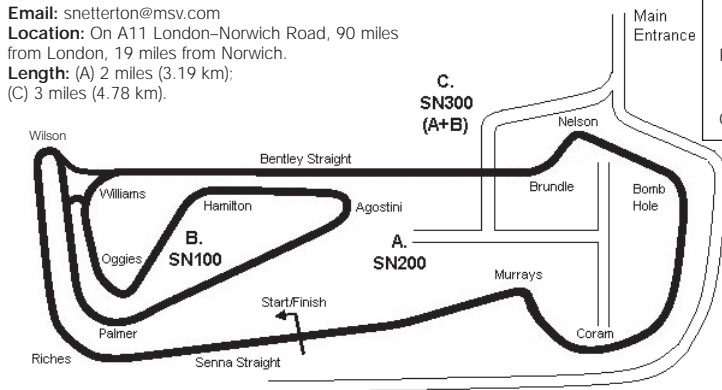 Email: snetterton@msv.com
Location: On A11 London–Norwich Road, 90 miles
from London, 19 miles from Norwich.
Length: (A) 2 miles (3.19 km);
(C) 3 miles (4.78 km).
Main
Entrance
C.
SN300
(A+B)
Nelson
Wilson
Bentley Straight
Williams
Hamilton
Agostini
Brundle
Bomb
Hole
Oggies
B.
SN100
A.
SN200
Murrays
Start/Finish
Palmer
Coram
Riches
Senna Straight